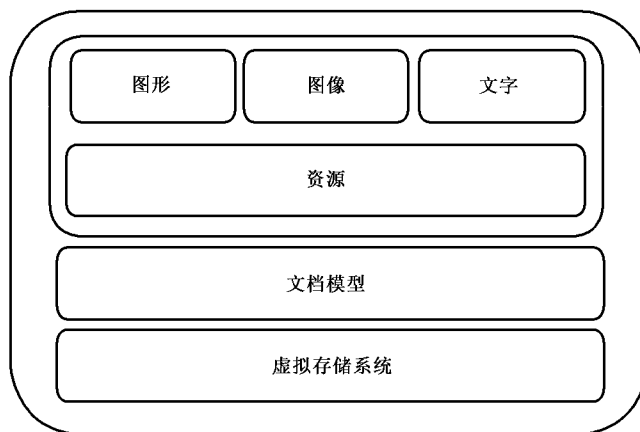 图形 图像 文字
资源
文档模型
虚拟存储系统